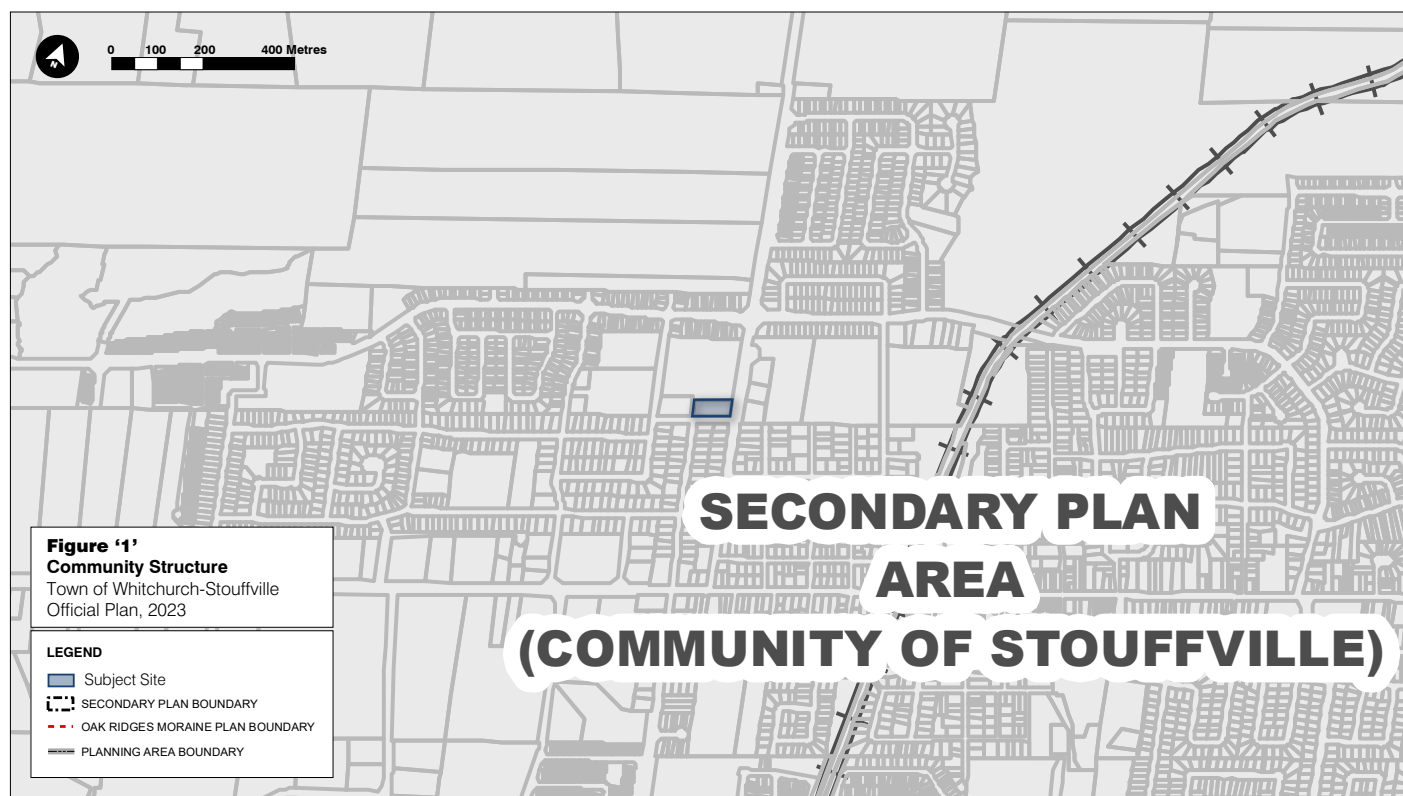 N
0 100 200 400 Metres
SECONDARY PLAN
AREA
(COMMUNITY OF STOUFFVILLE)
Figure ‘1’
Community Structure
Town of Whitchurch-Stouffville
Official Plan, 2023
LEGEND
Subject Site
SECONDARY PLAN BOUNDARY
OAK RIDGES MORAINE PLAN BOUNDARY
PLANNING AREA BOUNDARY